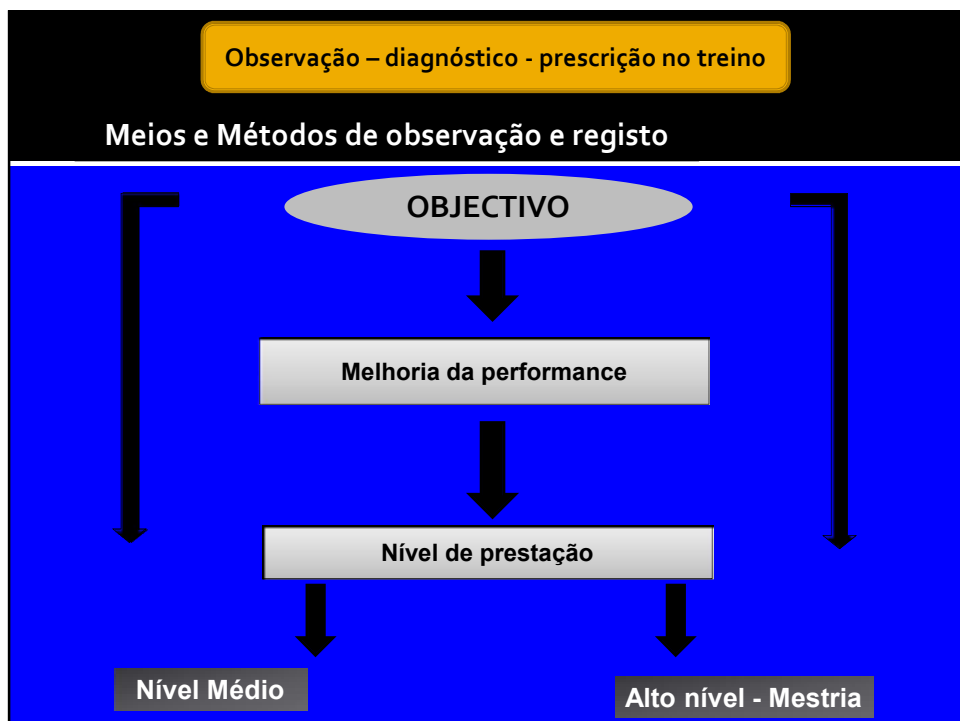 Observação – diagnóstico - prescrição no treino
Meios e Métodos de observação e registo
OBJECTIVO
Melhoria da performance
Nível de prestação
Nível Médio
Alto nível - Mestria